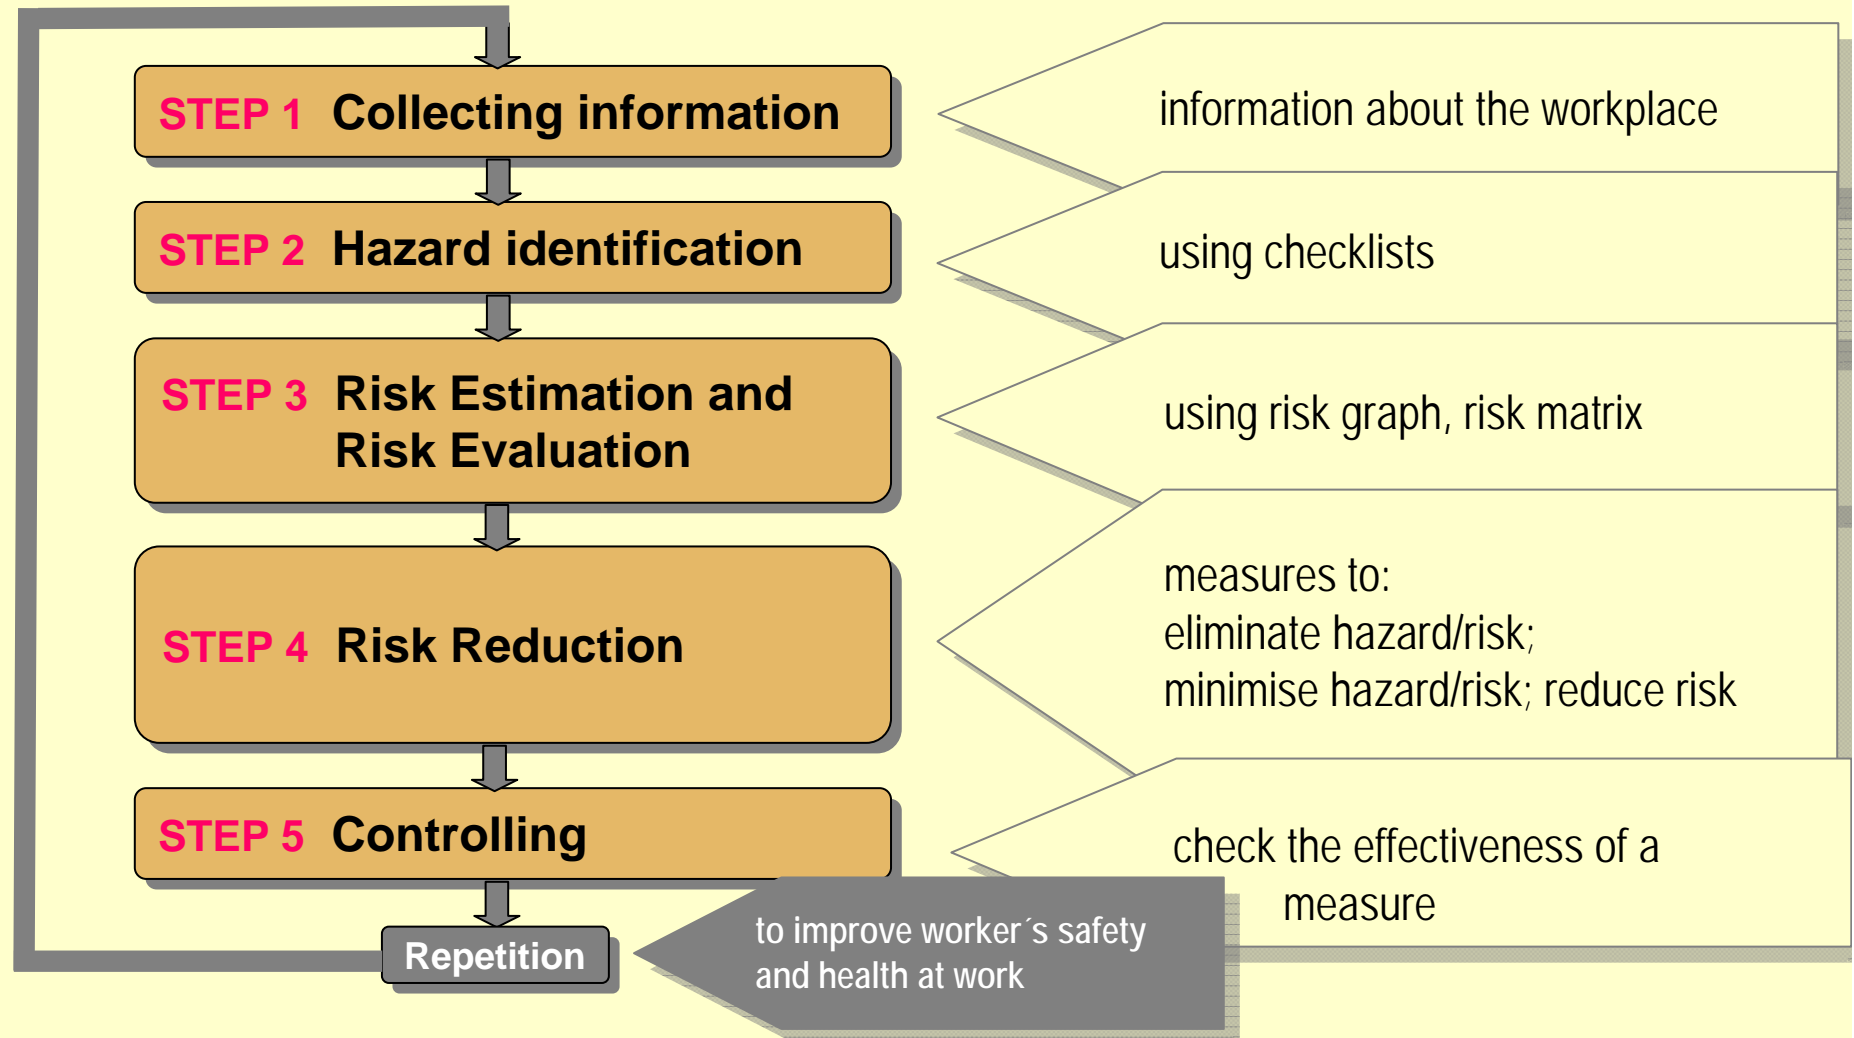 STEP 1 Collecting information
information about the workplace
STEP 2 Hazard identification
using checklists
STEP 3 Risk Estimation and
Risk Evaluation
using risk graph, risk matrix
STEP 4 Risk Reduction
measures to:
eliminate hazard/risk;
minimise hazard/risk; reduce risk
STEP 5 Controlling
check the effectiveness of a
measure
Repetition
to improve worker´s safety
and health at work